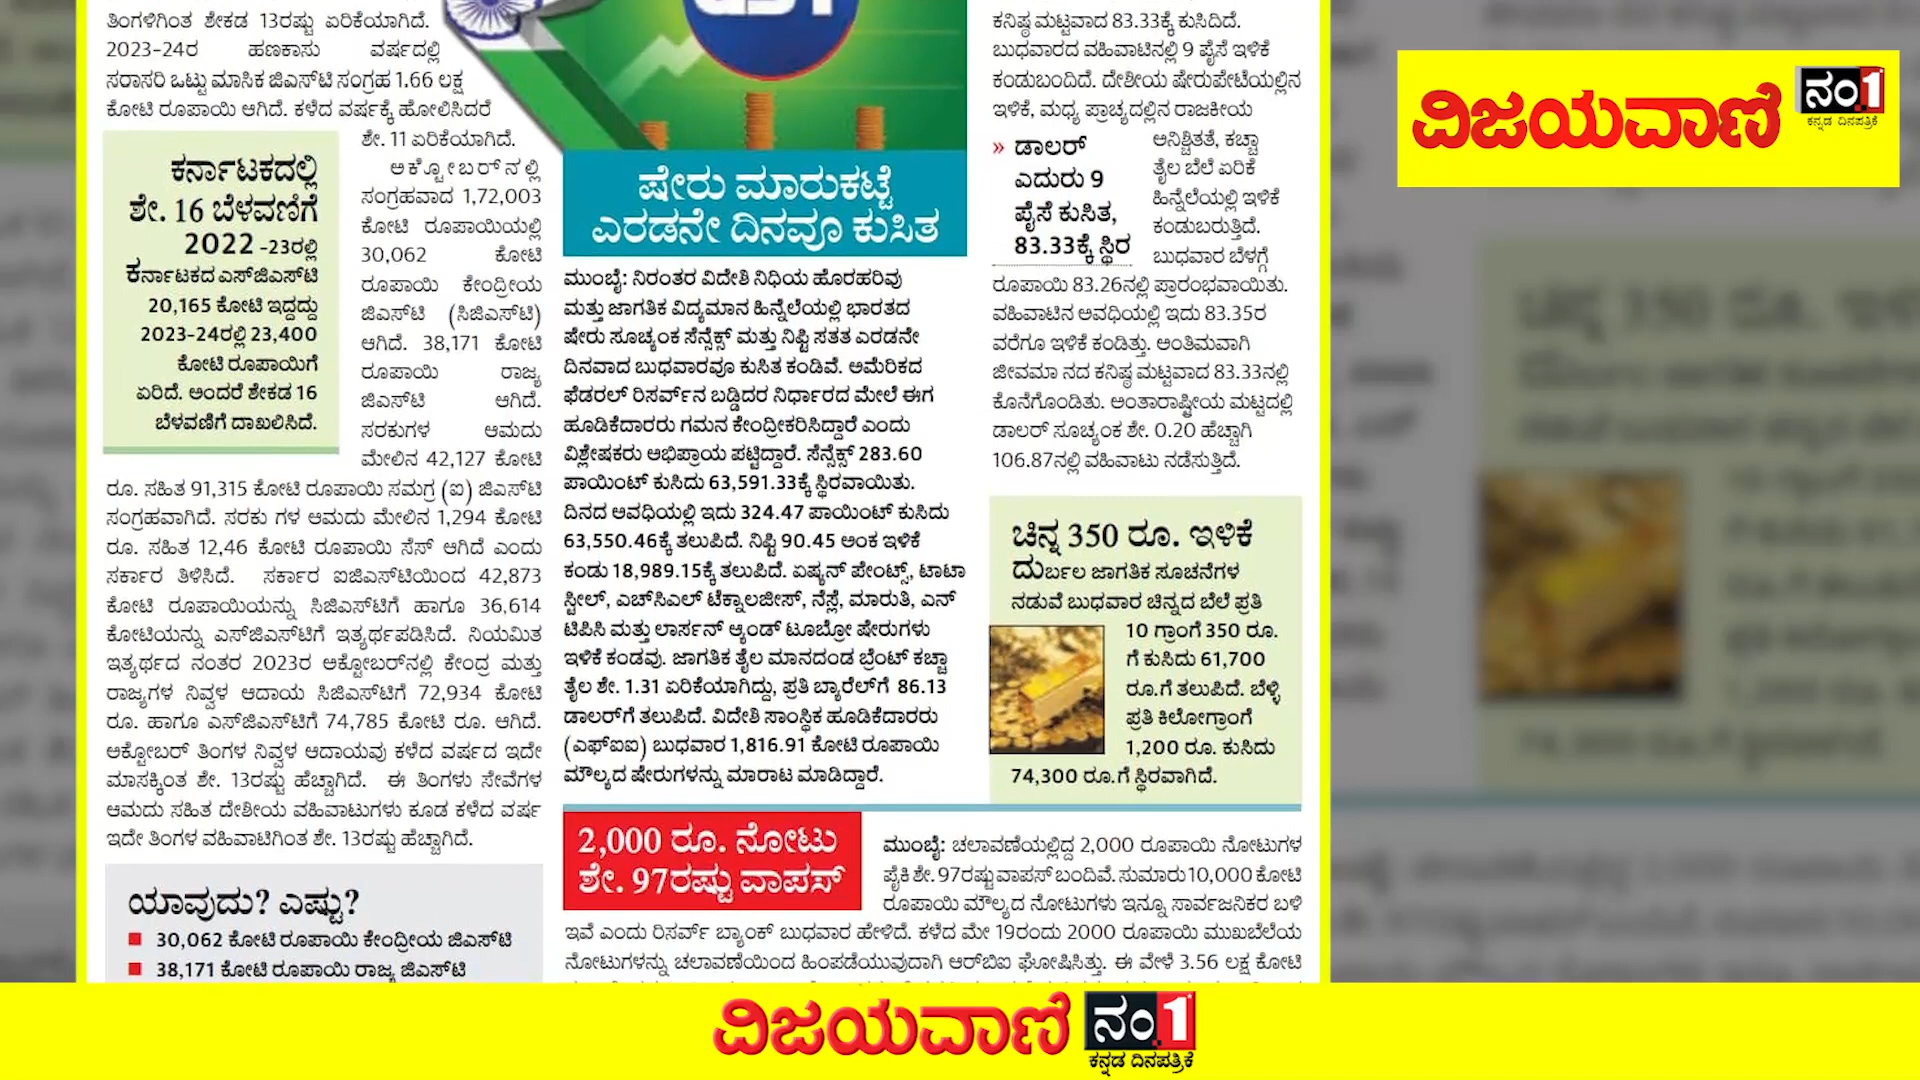 ತಿಂಗಳಿಗಿಂತ ಶೇಕಡ 13ರಷ್ಟು ಏರಿಕೆಯಾಗಿದೆ.
2023-24ರ ಹಣಕಾಸು ವರ್ಷದಲ್ಲಿ
ಸರಾಸರಿ ಒಟ್ಟು ಮಾಸಿಕ ಜಿಎಸ್‌ಟಿ ಸಂಗ್ರಹ 1.66 ಲಕ್ಷ
ಕೋಟಿ ರೂಪಾಯಿ ಆಗಿದೆ. ಕಳೆದ ವರ್ಷಕ್ಕೆ ಹೋಲಿಸಿದರೆ
ಶೇ. 11 ಏರಿಕೆಯಾಗಿದೆ.
ಅಕ್ಟೋಬರ್‌ನಲ್ಲಿ
ಸಂಗ್ರಹವಾದ 1,72,003
ಕೋಟಿ ರೂಪಾಯಿಯಲ್ಲಿ
30,062 ಕೋಟಿ
ರೂಪಾಯಿ ಕೇಂದ್ರೀಯ
ಜಿಎಸ್‌ಟಿ (ಸಿಜಿಎಸ್‌ಟಿ)
ಆಗಿದೆ. 38,171 ಕೋಟಿ
ರೂಪಾಯಿ ರಾಜ್ಯ
ಜಿಎಸ್‌ಟಿ ಆಗಿದೆ.
ಸರಕುಗಳ ಆಮದು
ಮೇಲಿನ 42,127 ಕೋಟಿ
ರೂ. ಸಹಿತ 91,315 ಕೋಟಿ ರೂಪಾಯಿ ಸಮಗ್ರ (ಐ) ಜಿಎಸ್‌ಟಿ
ಸಂಗ್ರಹವಾಗಿದೆ. ಸರಕು ಗಳ ಆಮದು ಮೇಲಿನ 1,294 ಕೋಟಿ
ರೂ. ಸಹಿತ 12,46 ಕೋಟಿ ರೂಪಾಯಿ ಸೆಸ್ ಆಗಿದೆ ಎಂದು
ಸರ್ಕಾರ ತಿಳಿಸಿದೆ. ಸರ್ಕಾರ ಐಜಿಎಸ್‌ಟಿಯಿಂದ 42,873
ಕೋಟಿ ರೂಪಾಯಿಯನ್ನು ಸಿಜಿಎಸ್‌ಟಿಗೆ ಹಾಗೂ 36,614
ಕೋಟಿಯನ್ನು ಎಸ್‌ಜಿಎಸ್‌ಟಿಗೆ ಇತ್ಯರ್ಥಪಡಿಸಿದೆ. ನಿಯಮಿತ
ಇತ್ಯರ್ಥದ ನಂತರ 2023ರ ಅಕ್ಟೋಬರ್‌ನಲ್ಲಿ ಕೇಂದ್ರ ಮತ್ತು
ರಾಜ್ಯಗಳ ನಿವ್ವಳ ಆದಾಯ ಸಿಜಿಎಸ್‌ಟಿಗೆ 72,934 ಕೋಟಿ
ರೂ. ಹಾಗೂ ಎಸ್‌ಜಿಎಸ್‌ಟಿಗೆ 74,785 ಕೋಟಿ ರೂ. ಆಗಿದೆ.
ಆಕ್ಟೋಬರ್ ತಿಂಗಳ ನಿವ್ವಳ ಆದಾಯವು ಕಳೆದ ವರ್ಷದ ಇದೇ
ಮಾಸಕ್ಕಿಂತ ಶೇ. 13ರಷ್ಟು ಹೆಚ್ಚಾಗಿದೆ. ಈ ತಿಂಗಳು ಸೇವೆಗಳ
ಆಮದು ಸಹಿತ ದೇಶೀಯ ವಹಿವಾಟುಗಳು ಕೂಡ ಕಳೆದ ವರ್ಷ
ಇದೇ ತಿಂಗಳ ವಹಿವಾಟಿಗಿಂತ ಶೇ. 13ರಷ್ಟು ಹೆಚ್ಚಾಗಿದೆ.
ಕರ್ನಾಟಕದಲ್ಲಿ
ಶೇ. 16 ಬೆಳವಣಿಗೆ
2022 -23ರಲ್ಲಿ
ಕರ್ನಾಟಕದ ಎಸ್‌ಜಿಎಸ್‌ಟಿ
20,165 ಕೋಟಿ ಇದ್ದದ್ದು
2023-24ರಲ್ಲಿ 23,400
ಕೋಟಿ ರೂಪಾಯಿಗೆ
ಏರಿದೆ. ಅಂದರೆ ಶೇಕಡ 16
ಬೆಳವಣಿಗೆ ದಾಖಲಿಸಿದೆ.
ಯಾವುದು? ಎಷ್ಟು?
30,062 ಕೋಟಿ ರೂಪಾಯಿ ಕೇಂದ್ರೀಯ ಜಿಎಸ್‌ಟಿ
38,171 ಕೋಟಿ ರೂಪಾಯಿ ರಾಜ್ಯ ಜಿಎಸ್‌ಟಿ
ಷೇರು ಮಾರುಕಟ್ಟೆ
ಎರಡನೇ ದಿನವೂ ಕುಸಿತ
ಮುಂಬೈ: ನಿರಂತರ ವಿದೇಶಿ ನಿಧಿಯ ಹೊರಹರಿವು
ಮತ್ತು ಜಾಗತಿಕ ವಿದ್ಯಮಾನ ಹಿನ್ನೆಲೆಯಲ್ಲಿ ಭಾರತದ
ಷೇರು ಸೂಚ್ಯಂಕ ಸೆನ್ಸೆಕ್ಸ್ ಮತ್ತು ನಿಫ್ಟಿ ಸತತ ಎರಡನೇ
ದಿನವಾದ ಬುಧವಾರವೂ ಕುಸಿತ ಕಂಡಿವೆ. ಅಮೆರಿಕದ
ಫೆಡರಲ್ ರಿಸರ್ವ್‌ನ ಬಡ್ಡಿದರ ನಿರ್ಧಾರದ ಮೇಲೆ ಈಗ
ಹೂಡಿಕೆದಾರರು ಗಮನ ಕೇಂದ್ರೀಕರಿಸಿದ್ದಾರೆ ಎಂದು
ವಿಶ್ಲೇಷಕರು ಅಭಿಪ್ರಾಯ ಪಟ್ಟಿದ್ದಾರೆ. ಸೆನ್ಸೆಕ್ಸ್ 283.60
ಪಾಯಿಂಟ್ ಕುಸಿದು 63,591.33ಕ್ಕೆ ಸ್ಥಿರವಾಯಿತು.
ದಿನದ ಅವಧಿಯಲ್ಲಿ ಇದು 324.47 ಪಾಯಿಂಟ್ ಕುಸಿದು
63,550.46ಕ್ಕೆ ತಲುಪಿದೆ. ನಿಫ್ಟಿ 90.45 ಅಂಕ ಇಳಿಕೆ
ಕಂಡು 18,989.15ಕ್ಕೆ ತಲುಪಿದೆ. ಏಷ್ಯನ್ ಪೇಂಟ್ಸ್, ಟಾಟಾ
ಸ್ಟೀಲ್, ಎಚ್‌ಸಿಎಲ್ ಟೆಕ್ನಾಲಜೀಸ್, ನೆಸ್ಲೆ, ಮಾರುತಿ, ಎನ್
ಟಿಪಿಸಿ ಮತ್ತು ಲಾರ್ಸನ್ ಆ್ಯಂಡ್ ಟೂಬ್ರೋ ಷೇರುಗಳು
ಇಳಿಕೆ ಕಂಡವು. ಜಾಗತಿಕ ತೈಲ ಮಾನದಂಡ ಬ್ರೆಂಟ್ ಕಚ್ಚಾ
ತೈಲ ಶೇ. 1.31 ಏರಿಕೆಯಾಗಿದ್ದು, ಪ್ರತಿ ಬ್ಯಾರೆಲ್‌ಗೆ 86.13
ಡಾಲರ್‌ಗೆ ತಲುಪಿದೆ. ವಿದೇಶಿ ಸಾಂಸ್ಥಿಕ ಹೂಡಿಕೆದಾರರು
(ಎಫ್‌ಐಐ) ಬುಧವಾರ 1,816.91 ಕೋಟಿ ರೂಪಾಯಿ
ಮೌಲ್ಯದ ಷೇರುಗಳನ್ನು ಮಾರಾಟ ಮಾಡಿದ್ದಾರೆ.
ಕನಿಷ್ಠ ಮಟ್ಟವಾದ 83.33ಕ್ಕೆ ಕುಸಿದಿದೆ.
ಬುಧವಾರದ ವಹಿವಾಟಿನಲ್ಲಿ 9 ಪೈಸೆ ಇಳಿಕೆ
ಕಂಡುಬಂದಿದೆ. ದೇಶೀಯ ಷೇರುಪೇಟೆಯಲ್ಲಿನ
ಇಳಿಕೆ, ಮಧ್ಯ ಪ್ರಾಚ್ಯದಲ್ಲಿನ ರಾಜಕೀಯ
ಅನಿಶ್ಚಿತತೆ, ಕಚ್ಚಾ
ತೈಲ ಬೆಲೆ ಏರಿಕೆ
ಹಿನ್ನೆಲೆಯಲ್ಲಿ ಇಳಿಕೆ
ಕಂಡುಬರುತ್ತಿದೆ.
ಬುಧವಾರ ಬೆಳಗ್ಗೆ
» ಡಾಲರ್
ಎದುರು 9
ಪೈಸೆ ಕುಸಿತ,
83.33ಕ್ಕೆ ಸ್ಥಿರ
ರೂಪಾಯಿ 83.26ನಲ್ಲಿ ಪ್ರಾರಂಭವಾಯಿತು.
ವಹಿವಾಟಿನ ಅವಧಿಯಲ್ಲಿ ಇದು 83.35ರ
ವರೆಗೂ ಇಳಿಕೆ ಕಂಡಿತ್ತು. ಅಂತಿಮವಾಗಿ
ಜೀವಮಾ ನದ ಕನಿಷ್ಠ ಮಟ್ಟವಾದ 83.33ನಲ್ಲಿ
ಕೊನೆಗೊಂಡಿತು. ಅಂತಾರಾಷ್ಟ್ರೀಯ ಮಟ್ಟದಲ್ಲಿ
ಡಾಲರ್ ಸೂಚ್ಯಂಕ ಶೇ. 0.20 ಹೆಚ್ಚಾಗಿ
106.87ನಲ್ಲಿ ವಹಿವಾಟು ನಡೆಸುತ್ತಿದೆ.
ಚಿನ್ನ 350 ರೂ. ಇಳಿಕೆ
ದುರ್ಬಲ ಜಾಗತಿಕ ಸೂಚನೆಗಳ
ನಡುವೆ ಬುಧವಾರ ಚಿನ್ನದ ಬೆಲೆ ಪ್ರತಿ
10 ಗ್ರಾಂಗೆ 350 ರೂ.
ಗೆ ಕುಸಿದು 61,700
ರೂ.ಗೆ ತಲುಪಿದೆ. ಬೆಳ್ಳಿ
ಪ್ರತಿ ಕಿಲೋಗ್ರಾಂಗೆ
1,200 ರೂ. ಕುಸಿದು
74,300 ರೂ.ಗೆ ಸ್ಥಿರವಾಗಿದೆ.
2,000 ರೂ. ನೋಟು
ಶೇ. 97ರಷ್ಟು ವಾಪಸ್
ಮುಂಬೈ: ಚಲಾವಣೆಯಲ್ಲಿದ್ದ 2,000 ರೂಪಾಯಿ ನೋಟುಗಳ
ಪೈಕಿ ಶೇ. 97ರಷ್ಟು ವಾಪಸ್ ಬಂದಿವೆ. ಸುಮಾರು 10,000 ಕೋಟಿ
ರೂಪಾಯಿ ಮೌಲ್ಯದ ನೋಟುಗಳು ಇನ್ನೂ ಸಾರ್ವಜನಿಕರ ಬಳಿ
ಇವೆ ಎಂದು ರಿಸರ್ವ್ ಬ್ಯಾಂಕ್ ಬುಧವಾರ ಹೇಳಿದೆ. ಕಳೆದ ಮೇ 19ರಂದು 2000 ರೂಪಾಯಿ ಮುಖಬೆಲೆಯ
ನೋಟುಗಳನ್ನು ಚಲಾವಣೆಯಿಂದ ಹಿಂಪಡೆಯುವುದಾಗಿ ಆರ್‌ಬಿಐ ಘೋಷಿಸಿತ್ತು. ಈ ವೇಳೆ 3.56 ಲಕ್ಷ ಕೋಟಿ
ವಿಜಯವಾಣಿ ನಂ.1
ಕನ್ನಡ ದಿನಪತ್ರಿಕೆ
ವಿಜಯವಾಣಿ ನಂ.1
ಕನ್ನಡ ದಿನಪತ್ರಿಕೆ